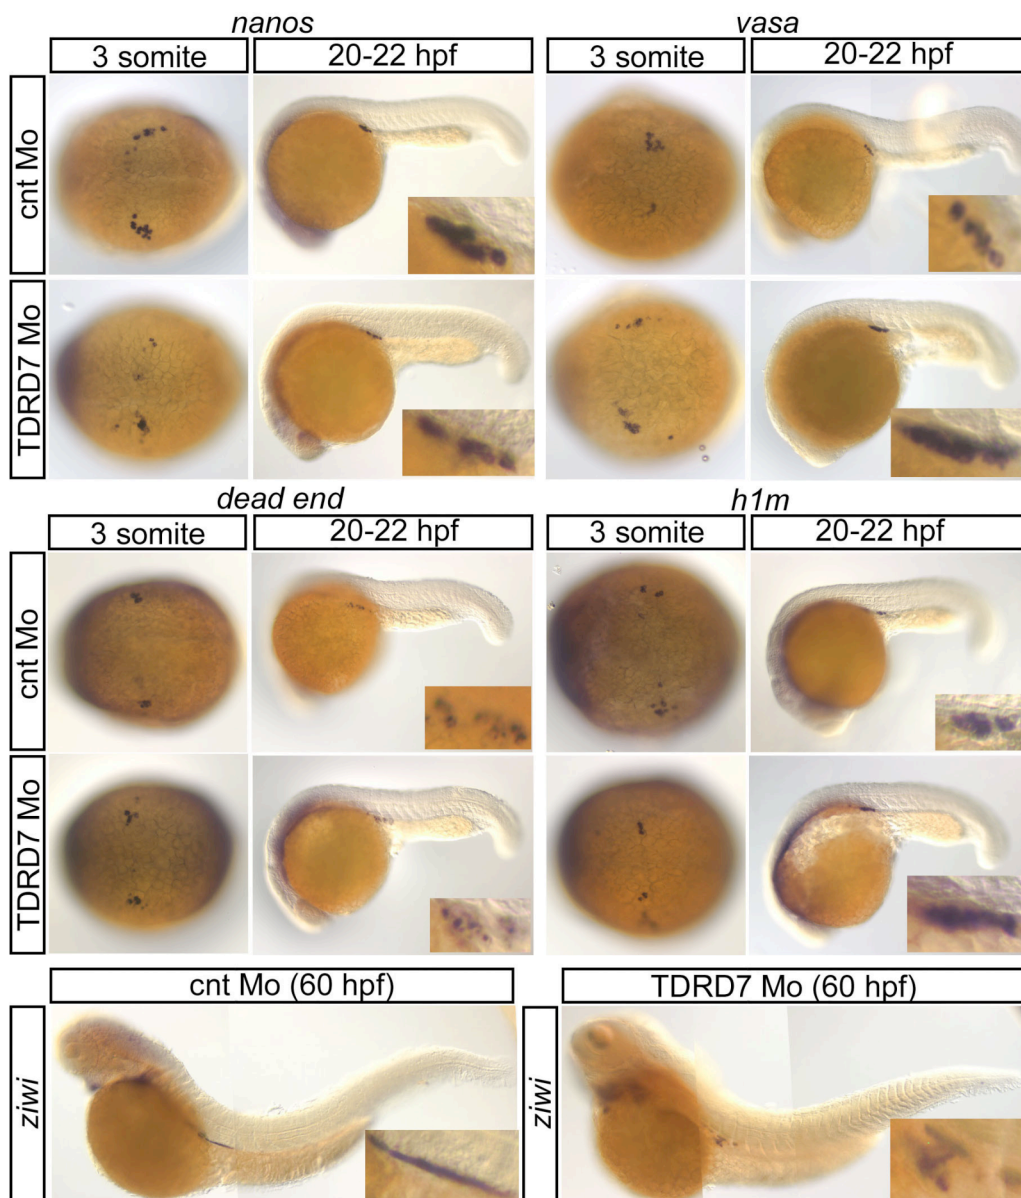 nanos vasa
3 somite 20-22 hpf 3 somite 20-22 hpf
cnt Mo
TDRD7 Mo
dead end h1m
3 somite 20-22 hpf 3 somite 20-22 hpf
cnt Mo
TDRD7 Mo
cnt Mo (60 hpf) TDRD7 Mo (60 hpf)
ziwi ziwi